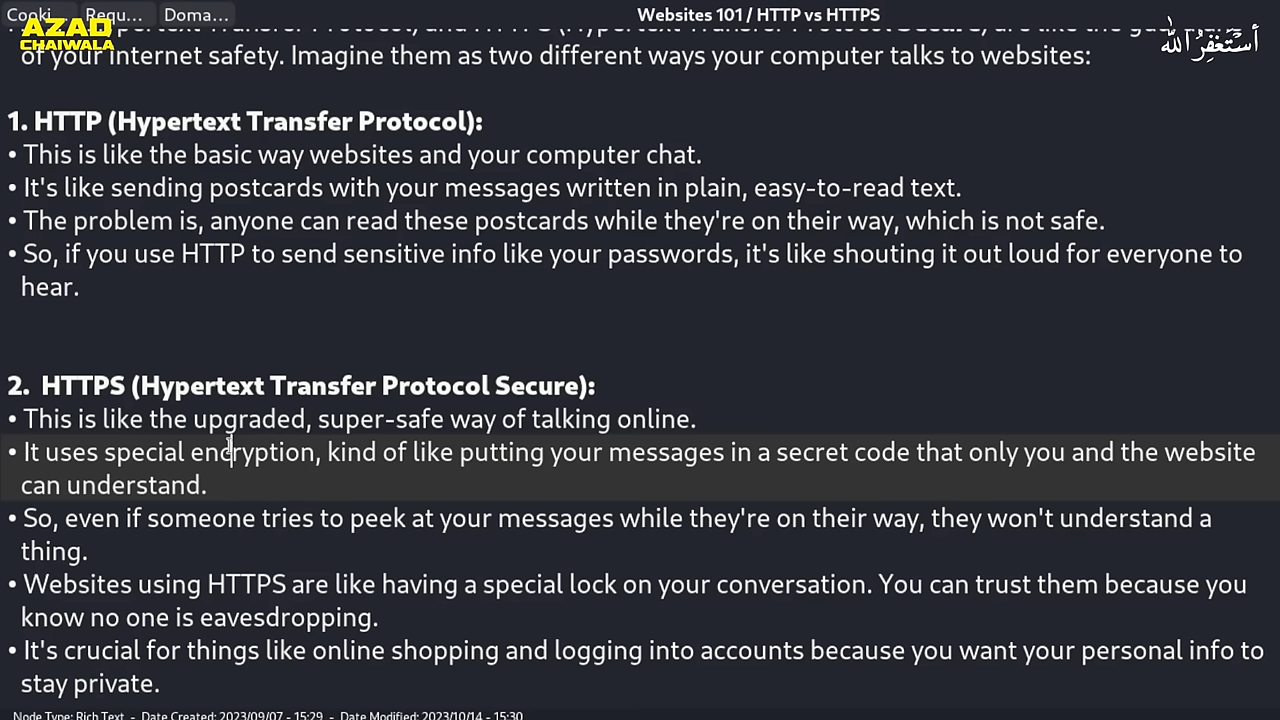 Cooki... Requ... Doma... Websites 101 / HTTP vs HTTPS
AZAD
CHAIWALA
أستغفر الله
of your internet safety. Imagine them as two different ways your computer talks to websites:
1. HTTP (Hypertext Transfer Protocol):
• This is like the basic way websites and your computer chat.
• It's like sending postcards with your messages written in plain, easy-to-read text.
• The problem is, anyone can read these postcards while they're on their way, which is not safe.
• So, if you use HTTP to send sensitive info like your passwords, it's like shouting it out loud for everyone to
hear.
2. HTTPS (Hypertext Transfer Protocol Secure):
• This is like the upgraded, super-safe way of talking online.
• It uses special encryption, kind of like putting your messages in a secret code that only you and the website
can understand.
• So, even if someone tries to peek at your messages while they're on their way, they won't understand a
thing.
• Websites using HTTPS are like having a special lock on your conversation. You can trust them because you
know no one is eavesdropping.
• It's crucial for things like online shopping and logging into accounts because you want your personal info to
stay private.
Node Type: Rich Text - Date Created: 2023/09/07 - 15:29 - Date Modified: 2023/10/14 - 15:30